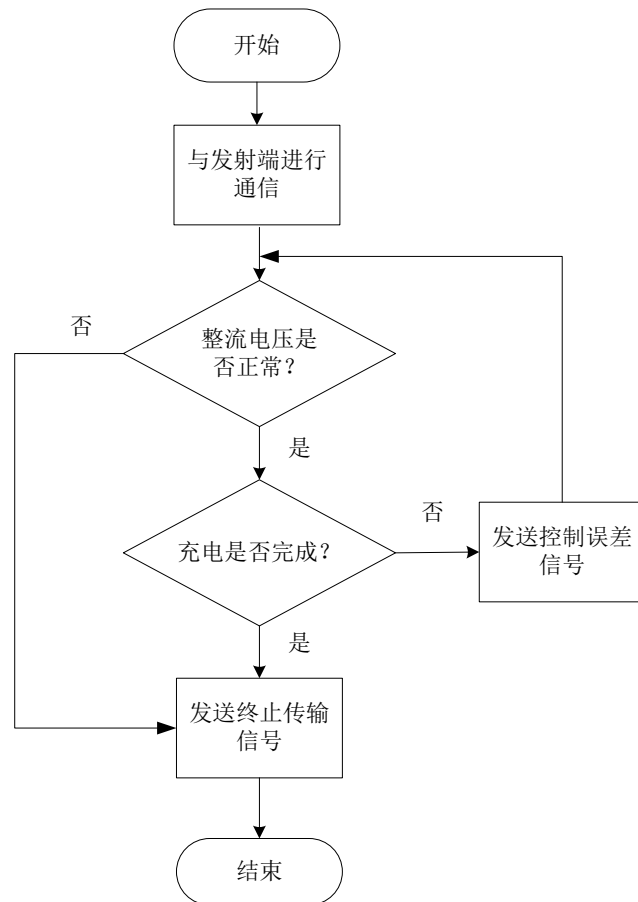 开始
与发射端进行
通信
否
整流电压是
否正常？
是
充电是否完成？
否
发送控制误差
信号
是
发送终止传输
信号
结束